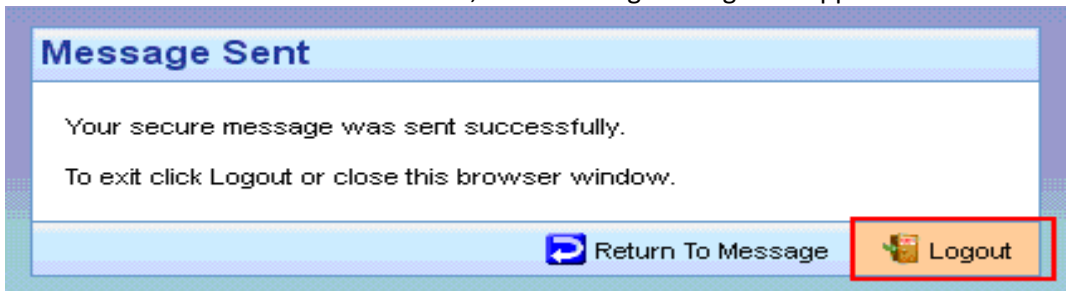 Message Sent
Your secure message was sent successfully.
To exit click Logout or close this browser window.
Return To Message
Logout